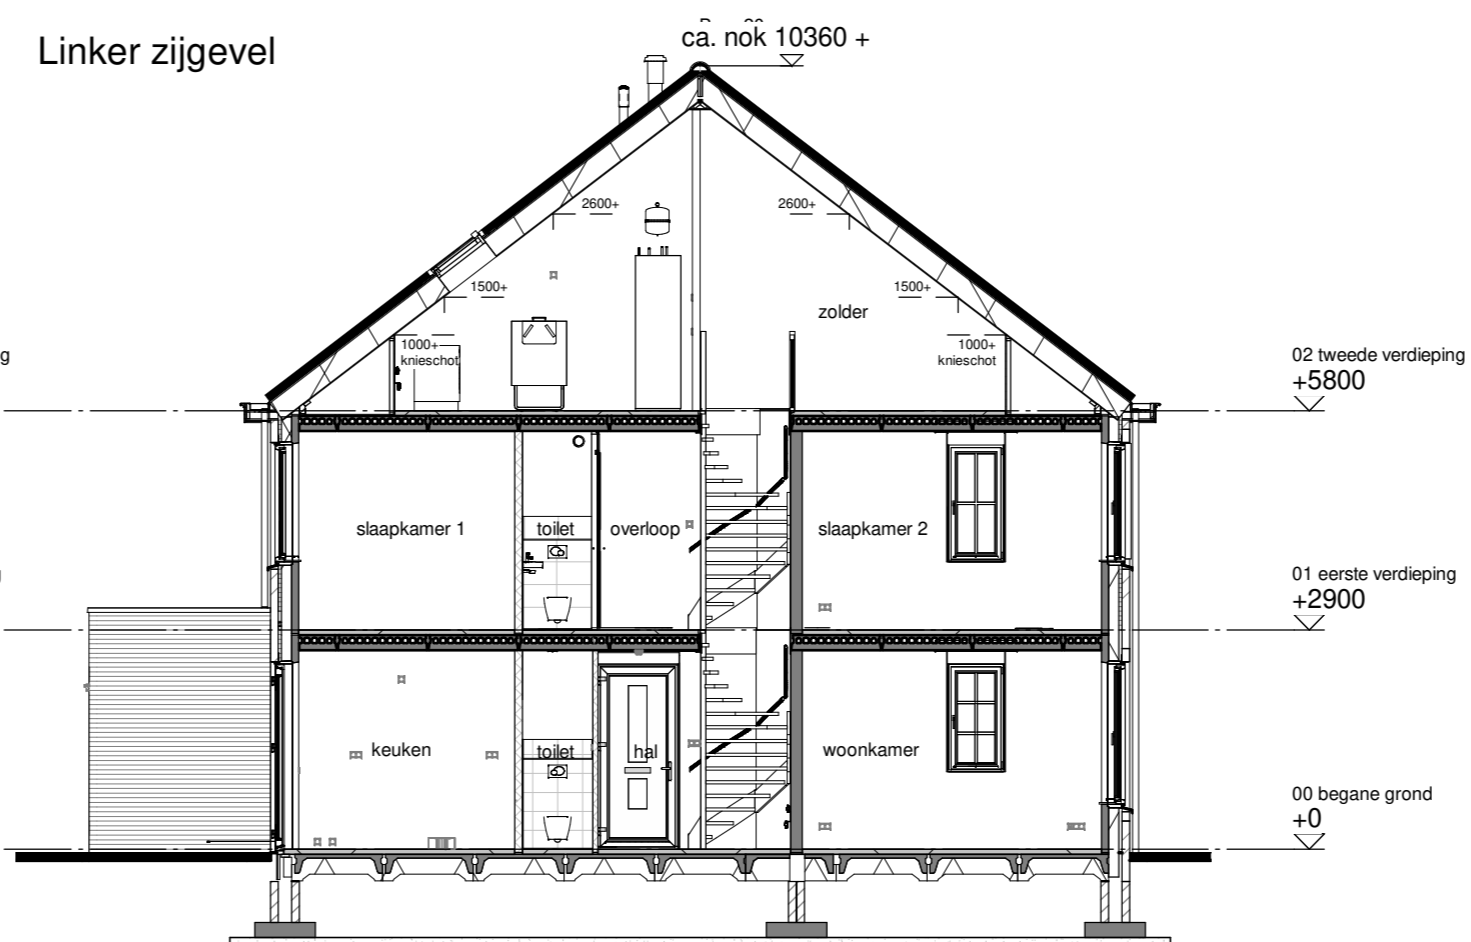 Linker zijgevel
ca. nok 10360 +
2600+
2600+
1500+
1500+
zolder
1000+
knieschot
1000+
knieschot
02 tweede verdieping
+5800
slaapkamer 1
toilet
overloop
slaapkamer 2
01 eerste verdieping
+2900
keuken
toilet
hal
woonkamer
00 begane grond
+0